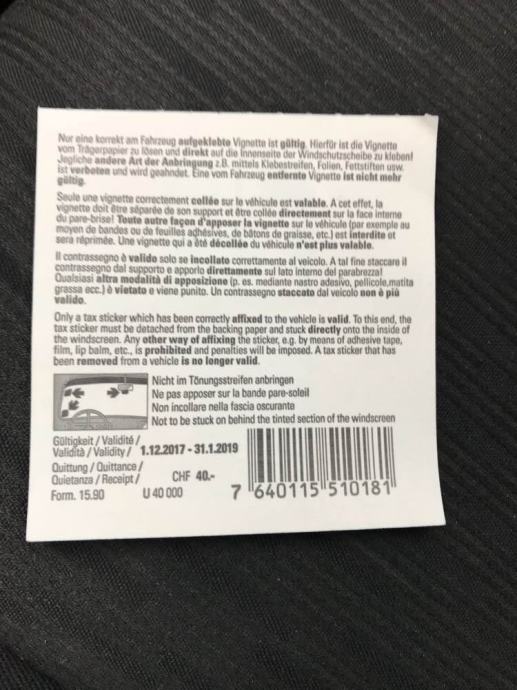 Nur eine korrekt am Fahrzeug aufgeklebte Vignette ist gültig. Hierfür ist die Vignette
vom Trägerpapier zu lösen und direkt auf die Innenseite der Windschutzscheibe zu kleben!
Jegliche andere Art der Anbringung z.B. mittels Klebestreifen, Folien, Fettstiften usw.
ist verboten und wird geahndet. Eine vom Fahrzeug entfernte Vignette ist nicht mehr
gültig.
Seule une vignette correctement collée sur le véhicule est valable. A cet effet, la
vignette doit être séparée de son support et être collée directement sur la face interne
du pare-brise! Toute autre façon d'apposer la vignette sur le véhicule (par exemple au
moyen de bandes ou de feuilles adhésives, de bâtons de graisse, etc.) est interdite et
sera réprimée. Une vignette qui a été décollée du véhicule n'est plus valable.
Il contrassegno è valido solo se incollato correttamente al veicolo. A tal fine staccare il
contrassegno dal supporto e apporlo direttamente sul lato interno del parabrezza!
Qualsiasi altra modalità di apposizione (p. es. mediante nastro adesivo, pellicole,matita
grassa ecc.) è vietato e viene punito. Un contrassegno staccato dal veicolo non è più
valido.
Only a tax sticker which has been correctly affixed to the vehicle is valid. To this end, the
tax sticker must be detached from the backing paper and stuck directly onto the inside of
the windscreen. Any other way of affixing the sticker, e.g. by means of adhesive tape,
film, lip balm, etc., is prohibited and penalties will be imposed. A tax sticker that has
been removed from a vehicle is no longer valid.
Nicht im Tönungsstreifen anbringen
Ne pas apposer sur la bande pare-soleil
Non incollare nella fascia oscurante
Not to be stuck on behind the tinted section of the windscreen
Gültigkeit / Validité /
Validità / Validity / 1.12.2017 - 31.1.2019
Quittung / Quittance /
Quietanza / Receipt / CHF 40.-
Form. 15.90 U 40 000
7 640115 510181